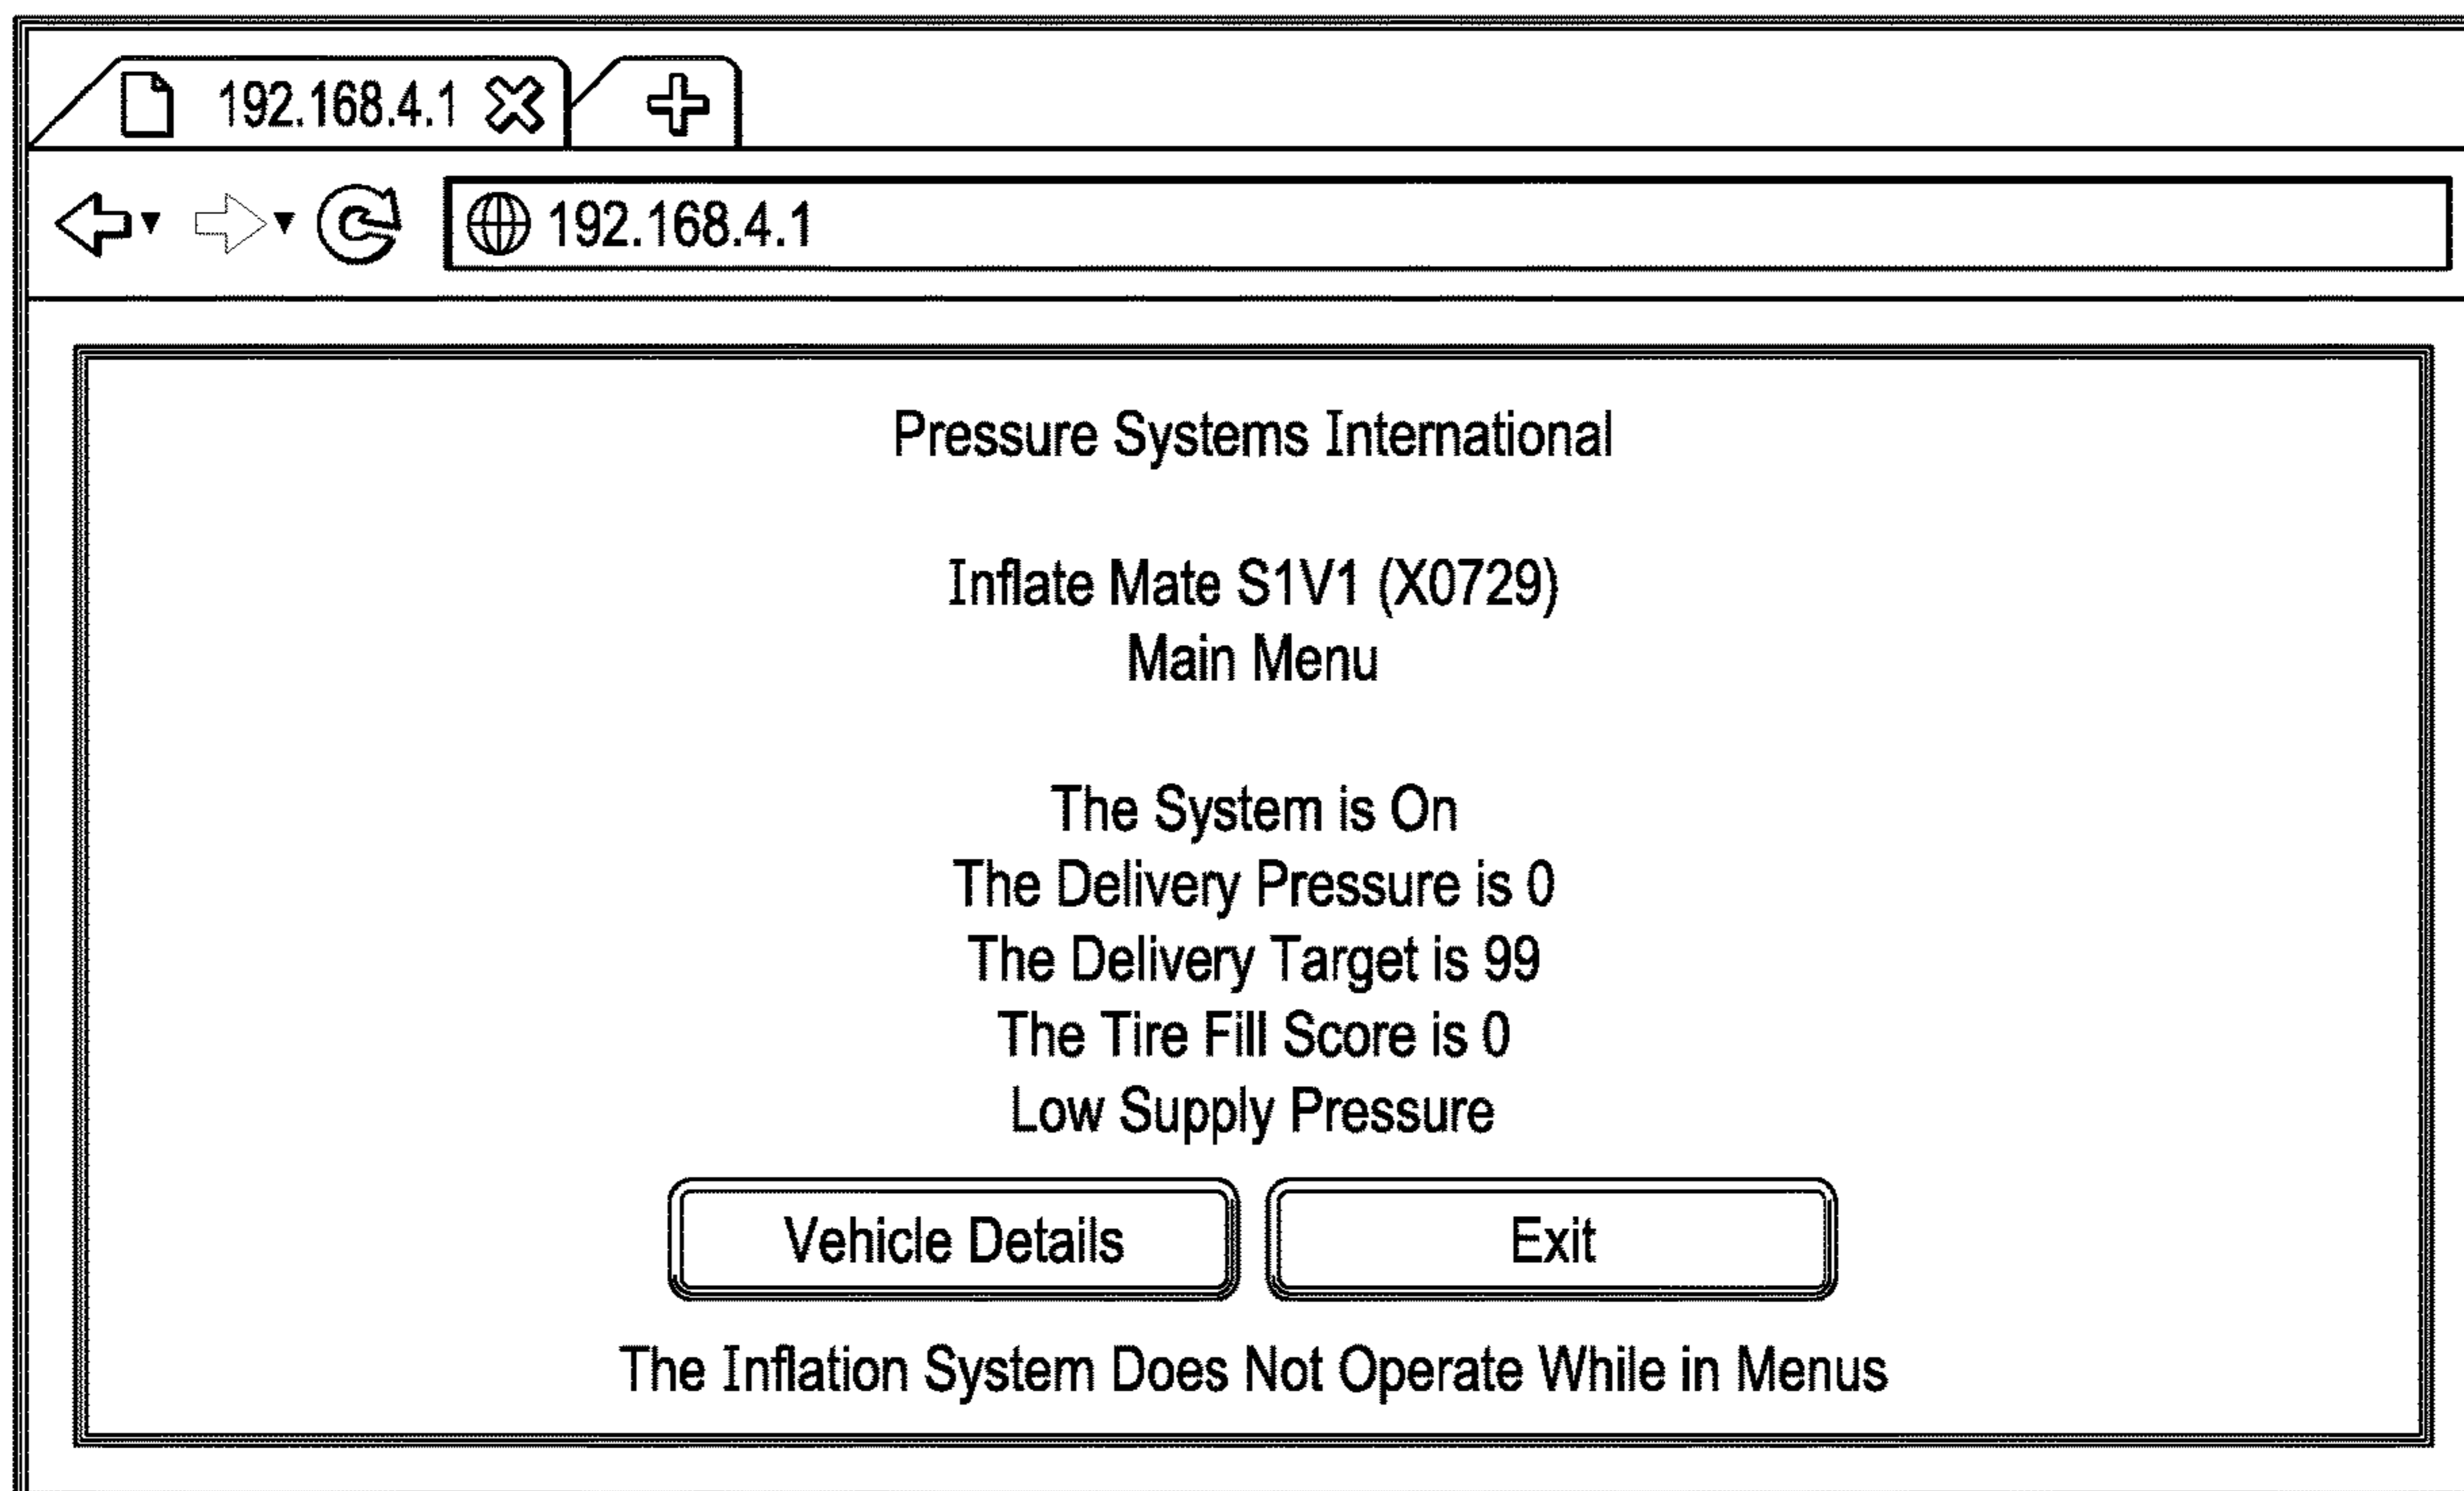 192.168.4.1
192.168.4.1
Pressure Systems International
Inflate Mate S1V1 (X0729)
Main Menu
The System is On
The Delivery Pressure is 0
The Delivery Target is 99
The Tire Fill Score is 0
Low Supply Pressure
Vehicle Details
Exit
The Inflation System Does Not Operate While in Menus